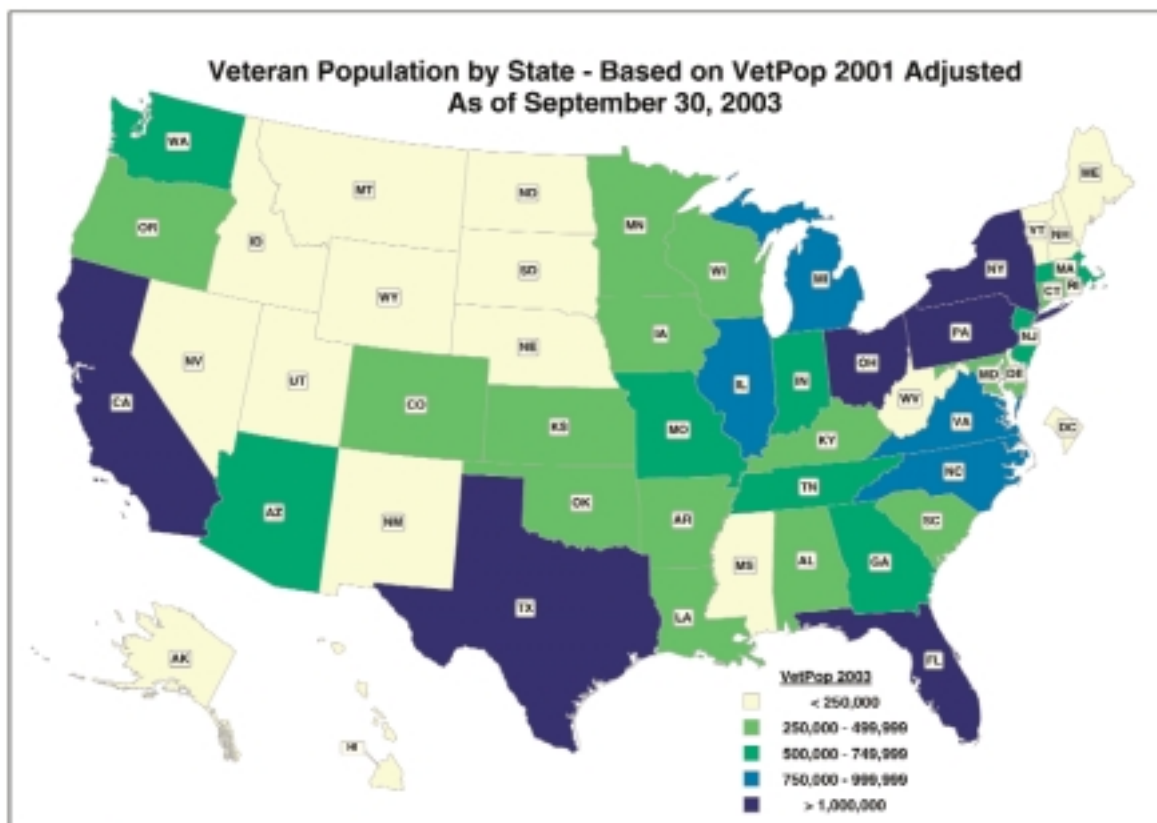 Veteran Population by State - Based on VetPop 2001 Adjusted
As of September 30, 2003
WA
MT
ND
MN
ME
OR
ID
SD
WI
MI
VT
NH
NY
MA
CT
RI
WY
IA
PA
NJ
NV
UT
NE
IL
IN
OH
MD
DE
CA
CO
KS
MO
KY
WV
VA
DC
AZ
NM
OK
AR
TN
NC
SC
TX
LA
MS
AL
GA
FL
AK
HI
VetPop 2003
< 250,000
250,000 - 499,999
500,000 - 749,999
750,000 - 999,999
> 1,000,000